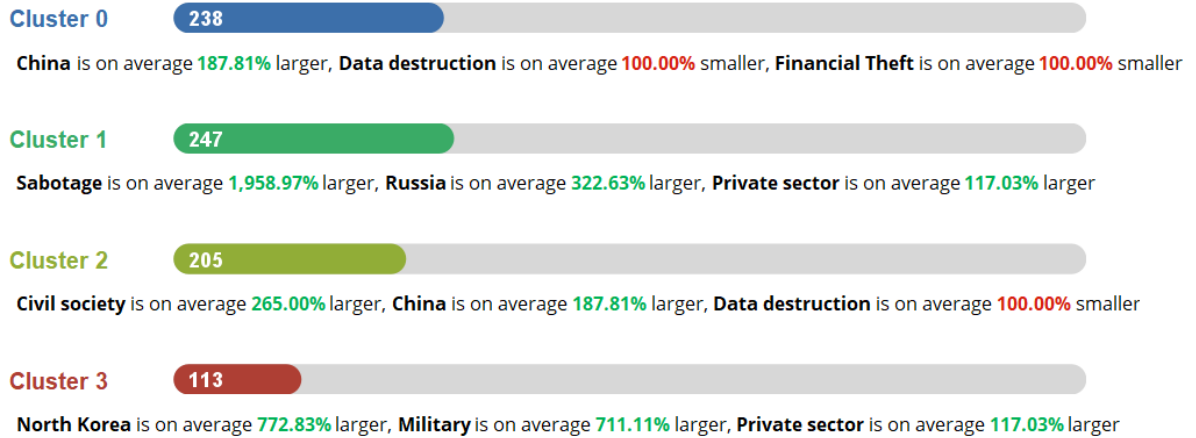 Cluster 0 238
China is on average 187.81% larger, Data destruction is on average 100.00% smaller, Financial Theft is on average 100.00% smaller
Cluster 1 247
Sabotage is on average 1,958.97% larger, Russia is on average 322.63% larger, Private sector is on average 117.03% larger
Cluster 2 205
Civil society is on average 265.00% larger, China is on average 187.81% larger, Data destruction is on average 100.00% smaller
Cluster 3 113
North Korea is on average 772.83% larger, Military is on average 711.11% larger, Private sector is on average 117.03% larger